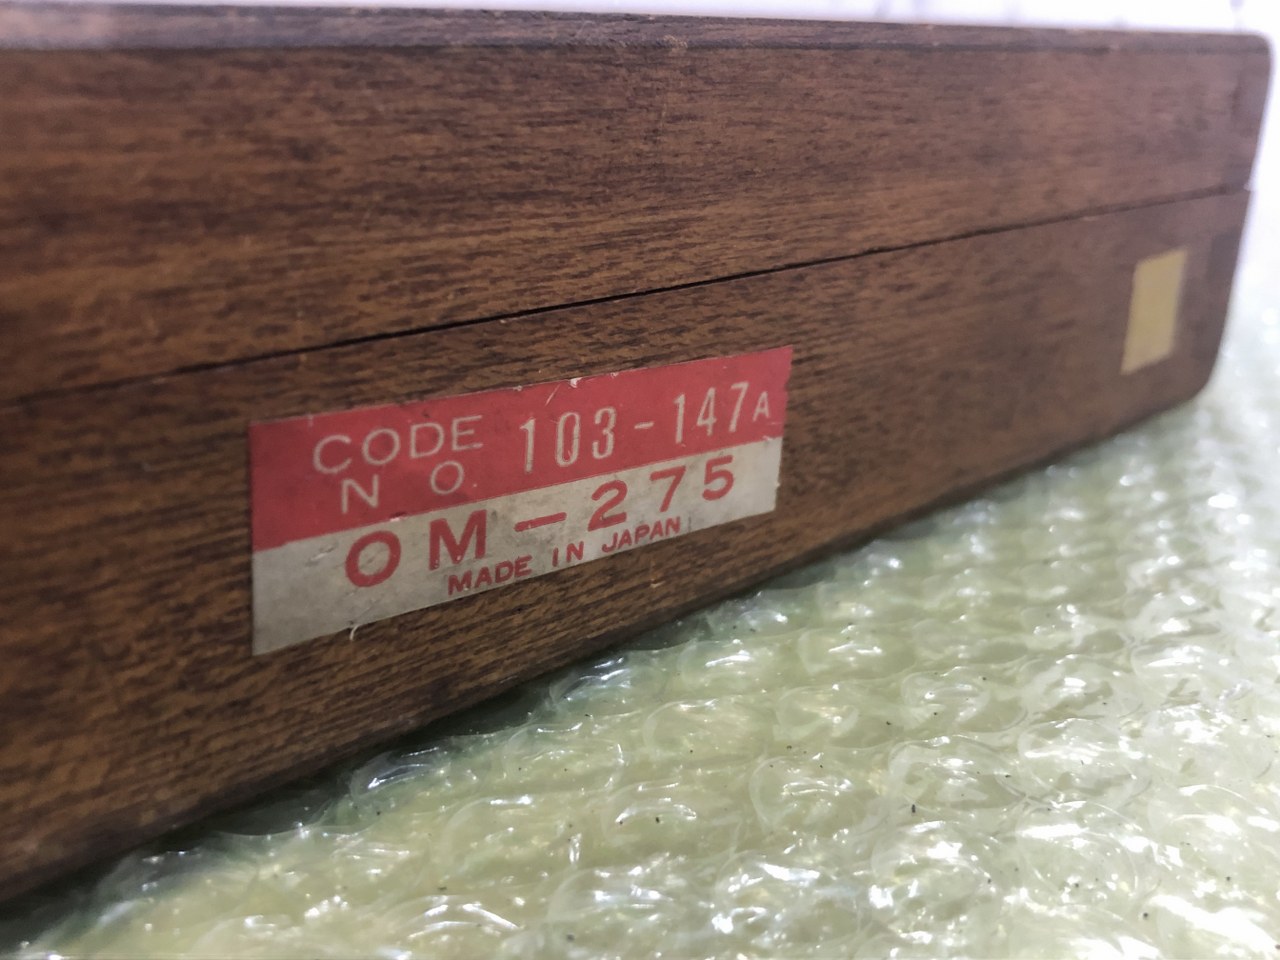 CODE NO. 103-147A
OM-275
MADE IN JAPAN